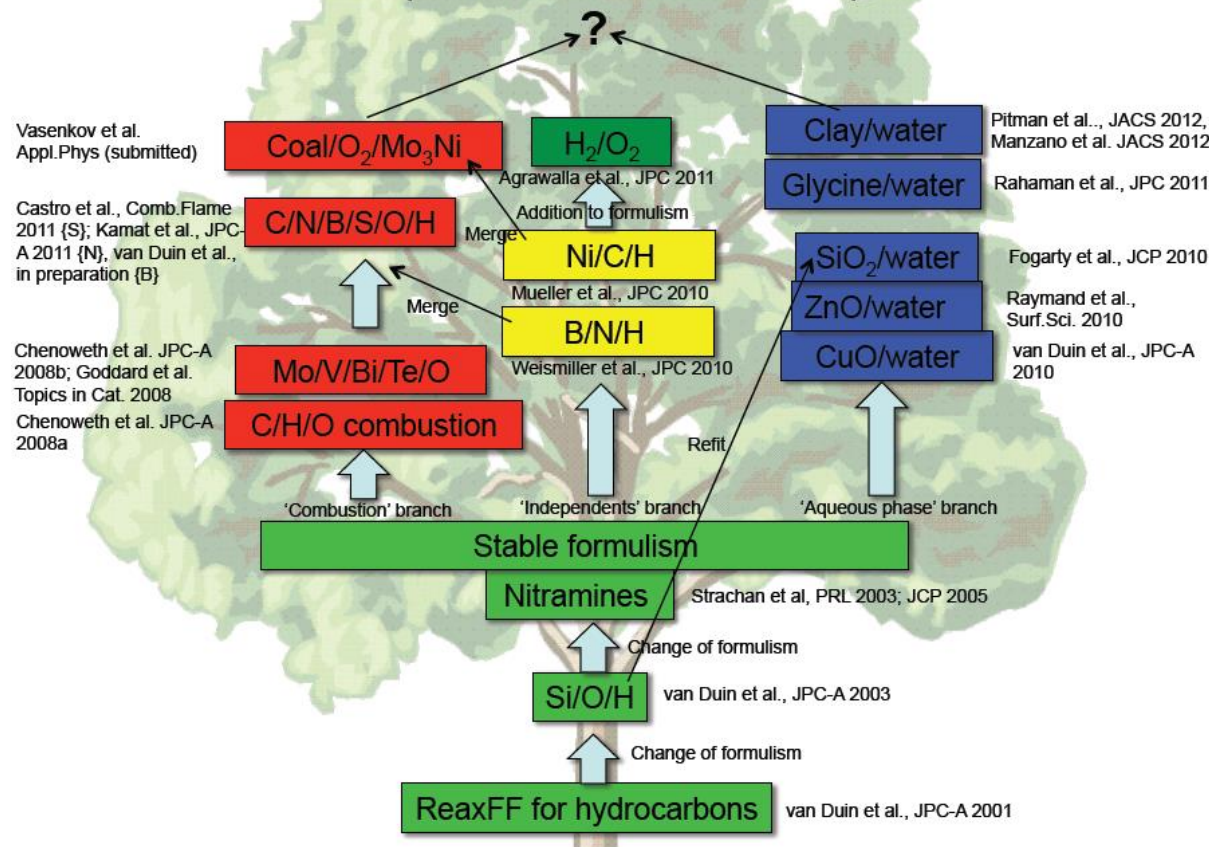 ?
Vasenkov et al.
Appl.Phys (submitted)
Coal/O₂/Mo₃Ni
H₂/O₂
Agrawalla et al., JPC 2011
Clay/water
Pitman et al.., JACS 2012,
Manzano et al. JACS 2012
Glycine/water
Rahaman et al., JPC 2011
Castro et al., Comb.Flame
2011 {S}; Kamat et al., JPC-
A 2011 {N}, van Duin et al.,
in preparation {B}
C/N/B/S/O/H
Addition to formulism
Merge
Ni/C/H
Mueller et al., JPC 2010
SiO₂/water
Fogarty et al., JCP 2010
Merge
B/N/H
Weismiller et al., JPC 2010
ZnO/water
Raymand et al.,
Surf.Sci. 2010
CuO/water
van Duin et al., JPC-A
2010
Chenoweth et al. JPC-A
2008b; Goddard et al.
Topics in Cat. 2008
Mo/V/Bi/Te/O
Chenoweth et al. JPC-A
2008a
C/H/O combustion
Refit
'Combustion' branch
'Independents' branch
'Aqueous phase' branch
Stable formulism
Nitramines
Strachan et al, PRL 2003; JCP 2005
Change of formulism
Si/O/H
van Duin et al., JPC-A 2003
Change of formulism
ReaxFF for hydrocarbons
van Duin et al., JPC-A 2001